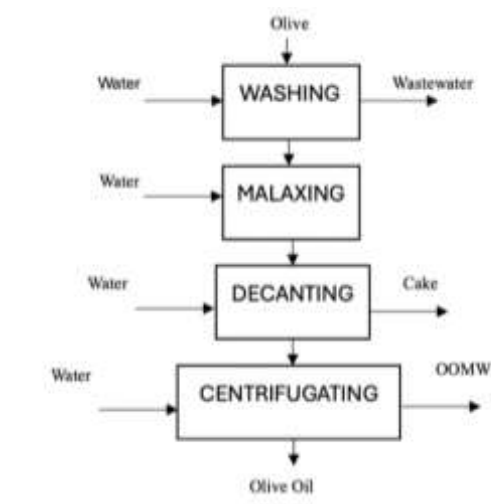 Olive
Water
WASHING
Wastewater
Water
MALAXING
Water
DECANTING
Cake
Water
CENTRIFUGATING
OOMW
Olive Oil